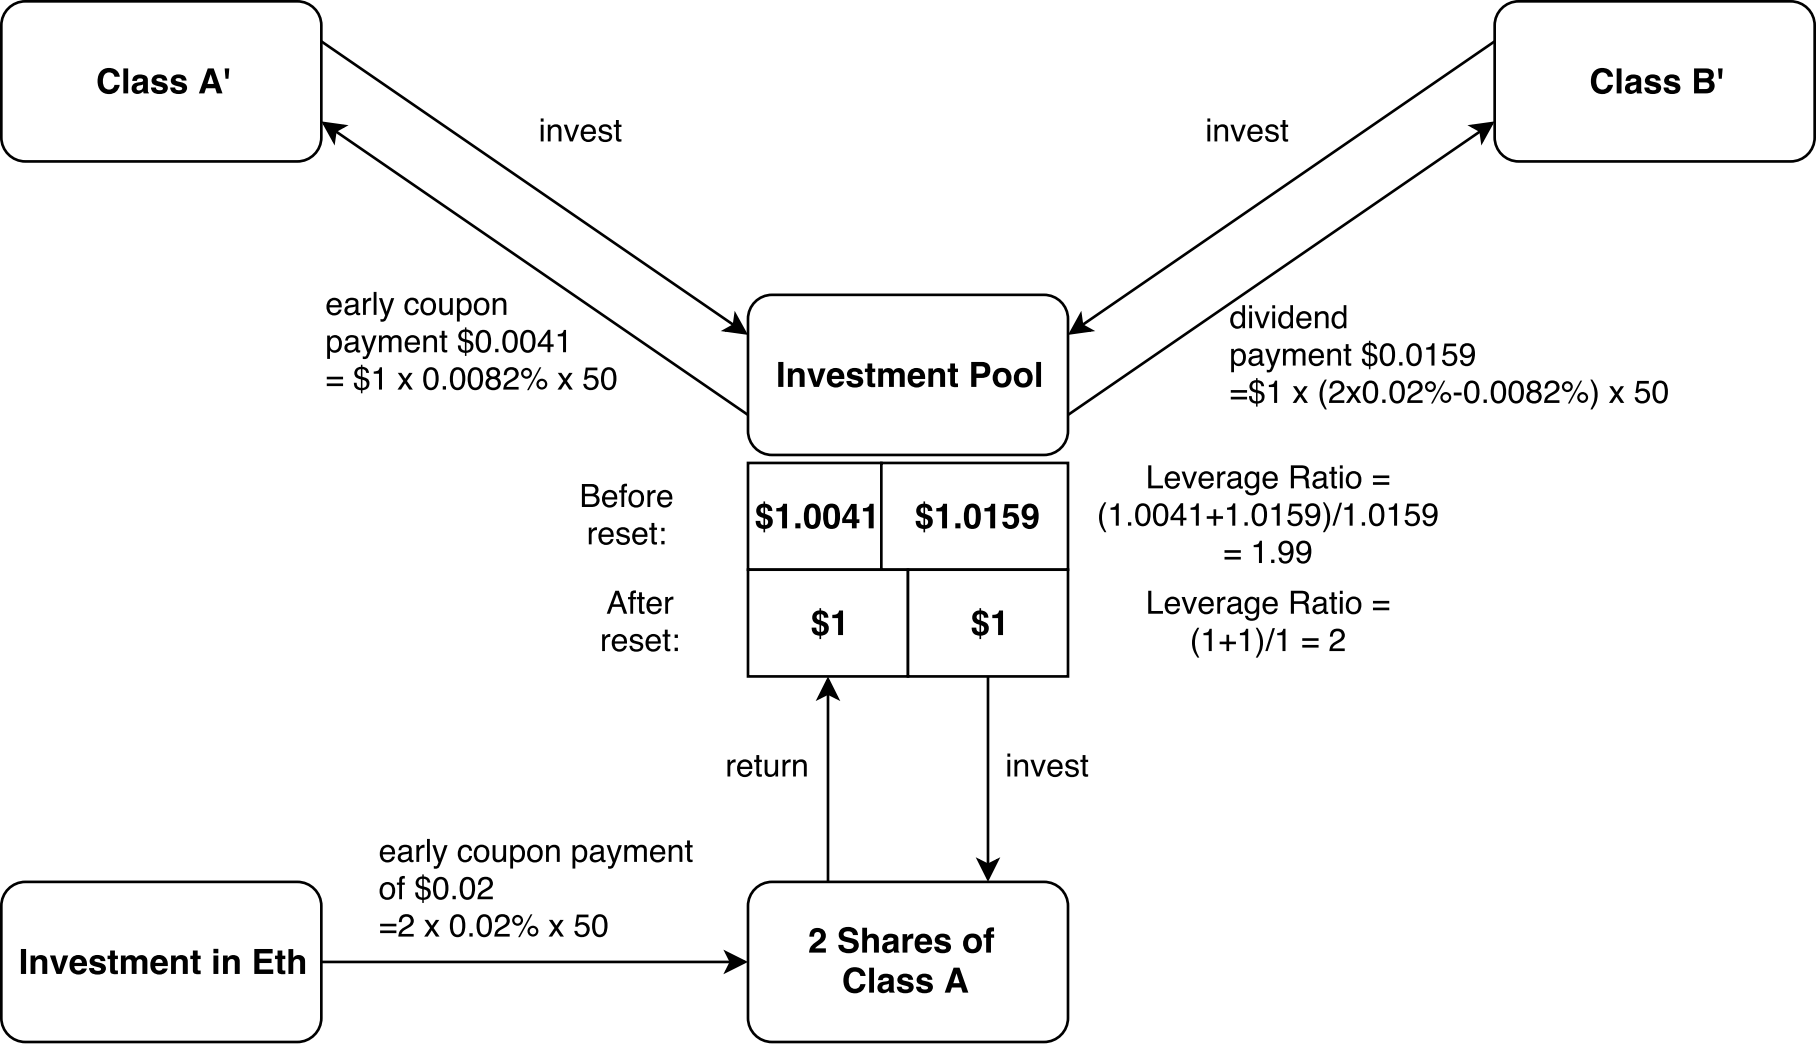 Class A'
Class B'
invest
invest
early coupon
payment $0.0041
= $1 x 0.0082% x 50
dividend
payment $0.0159
=$1 x (2x0.02%-0.0082%) x 50
Investment Pool
Before
reset:
$1.0041
$1.0159
Leverage Ratio =
(1.0041+1.0159)/1.0159
= 1.99
After
reset:
$1
$1
Leverage Ratio =
(1+1)/1 = 2
return
invest
early coupon payment
of $0.02
=2 x 0.02% x 50
Investment in Eth
2 Shares of
Class A